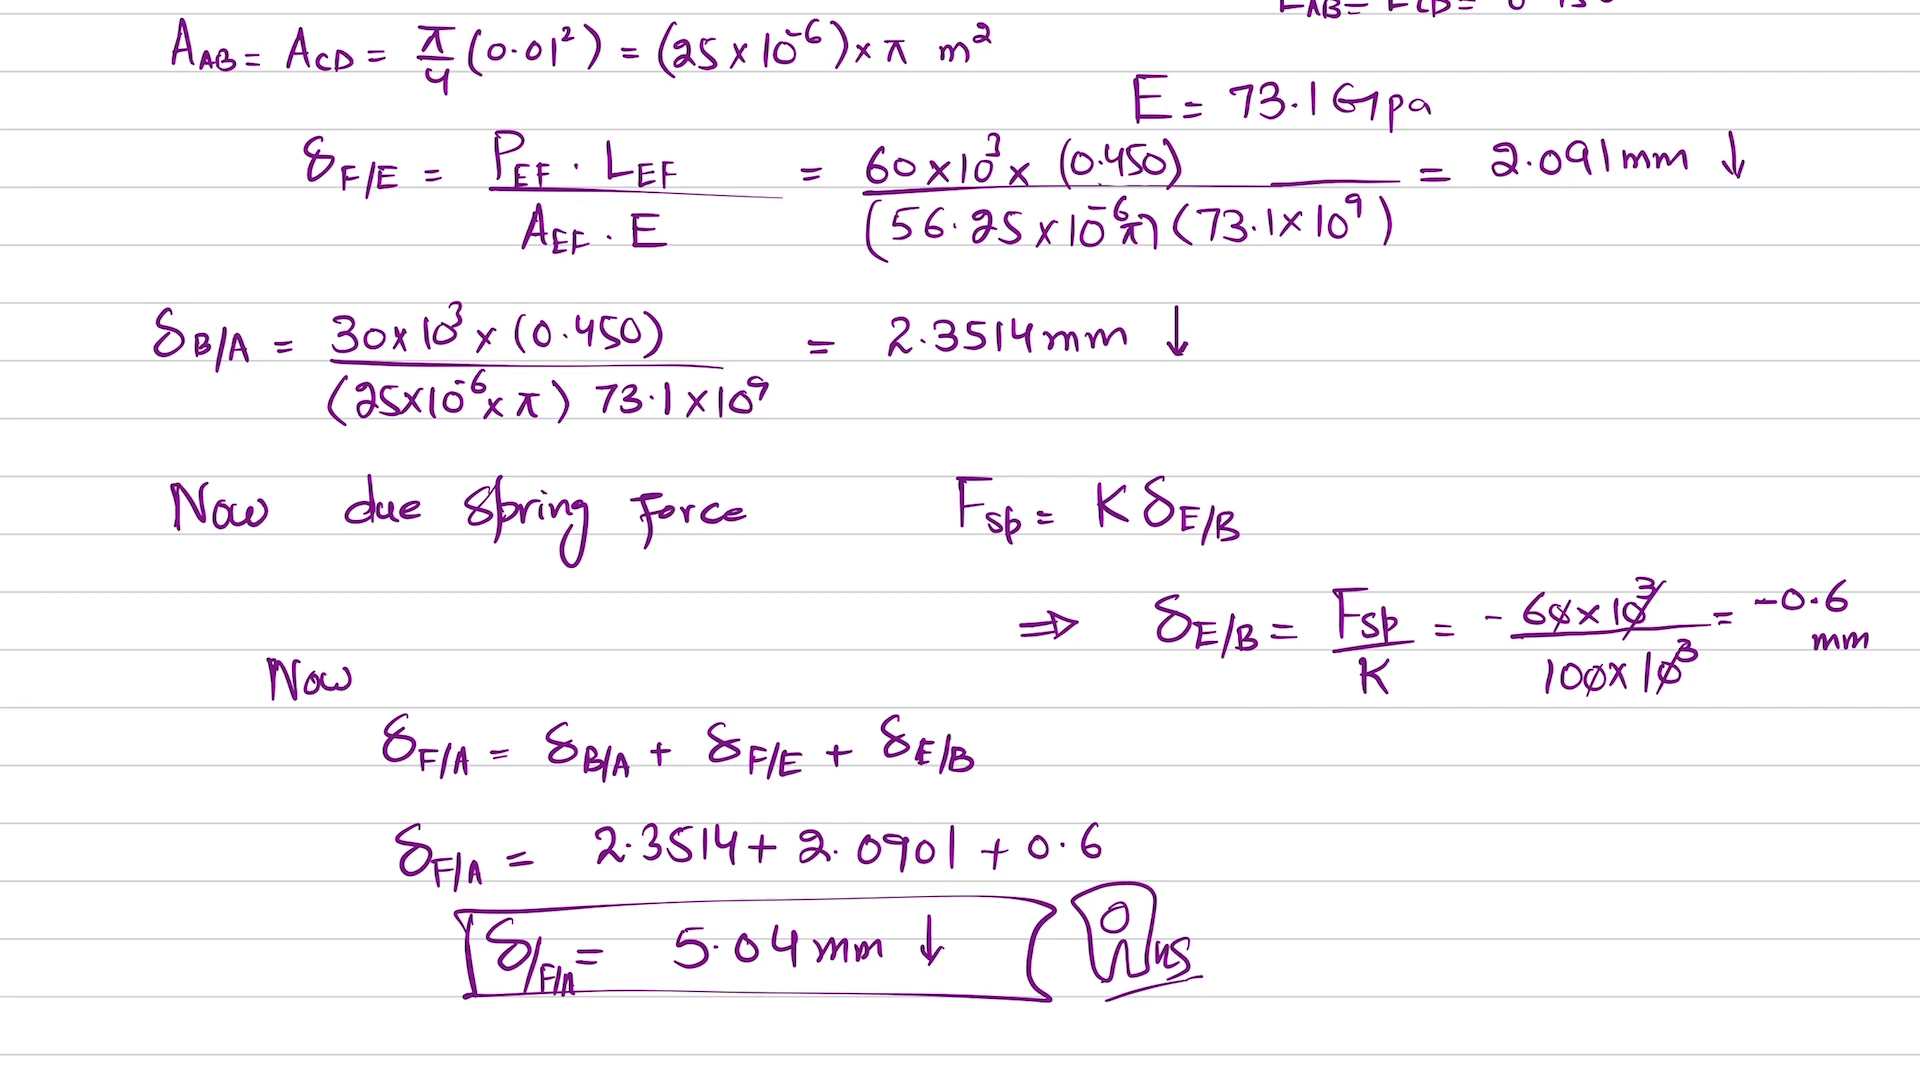 A_AB = A_CD = π/4 (0.01²) = (25 × 10⁻⁶) × π m²
E = 73.1 Gpa
δ_F/E = P_EF · L_EF / A_EF · E = 60×10³ × (0.450) / (56.25 × 10⁻⁶ π) (73.1 × 10⁹) = 2.091 mm ↓
δ_B/A = 30×10³ × (0.450) / (25×10⁻⁶ × π) 73.1 × 10⁹ = 2.3514 mm ↓
Now due Spring Force F_sp = K δ_E/B
⇒ δ_E/B = F_sp / K = - 60×10³ / 100×10³ = -0.6 mm
Now
δ_F/A = δ_B/A + δ_F/E + δ_E/B
δ_F/A = 2.3514 + 2.0901 + 0.6
δ_/F/A = 5.04 mm ↓ Ans